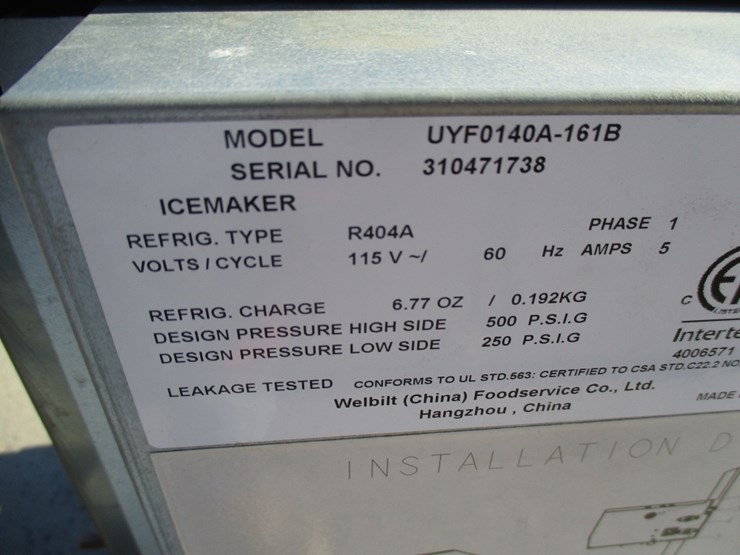 MODEL UYF0140A-161B
SERIAL NO. 310471738
ICEMAKER
REFRIG. TYPE R404A PHASE 1
VOLTS / CYCLE 115 V ~/ 60 Hz AMPS 5
REFRIG. CHARGE 6.77 OZ / 0.192KG
DESIGN PRESSURE HIGH SIDE 500 P.S.I.G
DESIGN PRESSURE LOW SIDE 250 P.S.I.G
C
Interte
4006571
LEAKAGE TESTED CONFORMS TO UL STD.563: CERTIFIED TO CSA STD.C22.2 NO
Welbilt (China) Foodservice Co., Ltd.
Hangzhou , China
MADE
INSTALLATION D